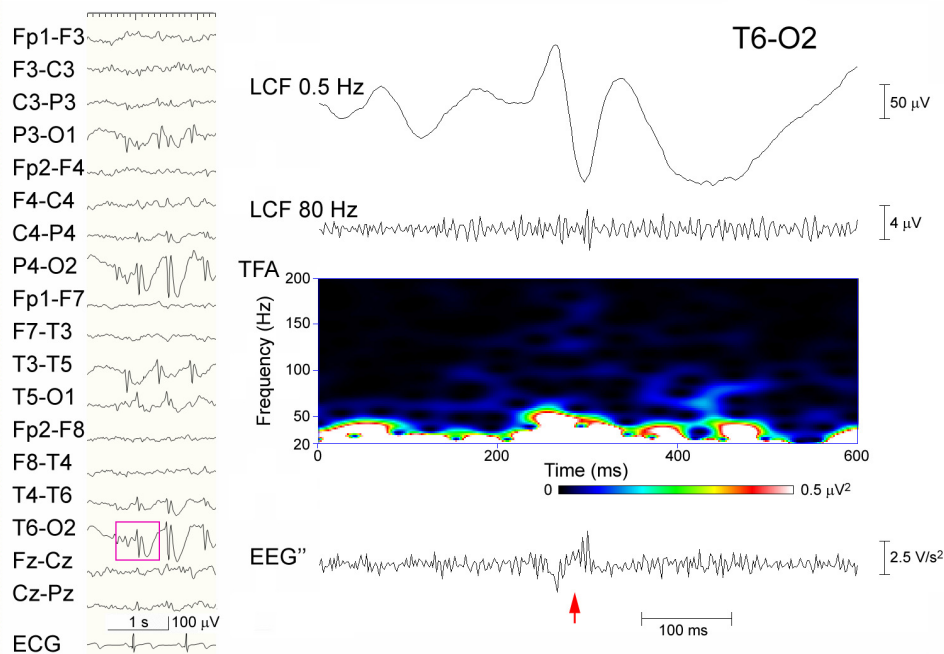 Fp1-F3
F3-C3
C3-P3
P3-O1
Fp2-F4
F4-C4
C4-P4
P4-O2
Fp1-F7
F7-T3
T3-T5
T5-O1
Fp2-F8
F8-T4
T4-T6
T6-O2
Fz-Cz
Cz-Pz
1 s 100 µV
ECG
T6-O2
LCF 0.5 Hz
50 µV
LCF 80 Hz
4 µV
TFA
Frequency (Hz)
200
150
100
50
20
0 200 400 600
Time (ms)
0 0.5 µV²
EEG”
2.5 V/s²
100 ms